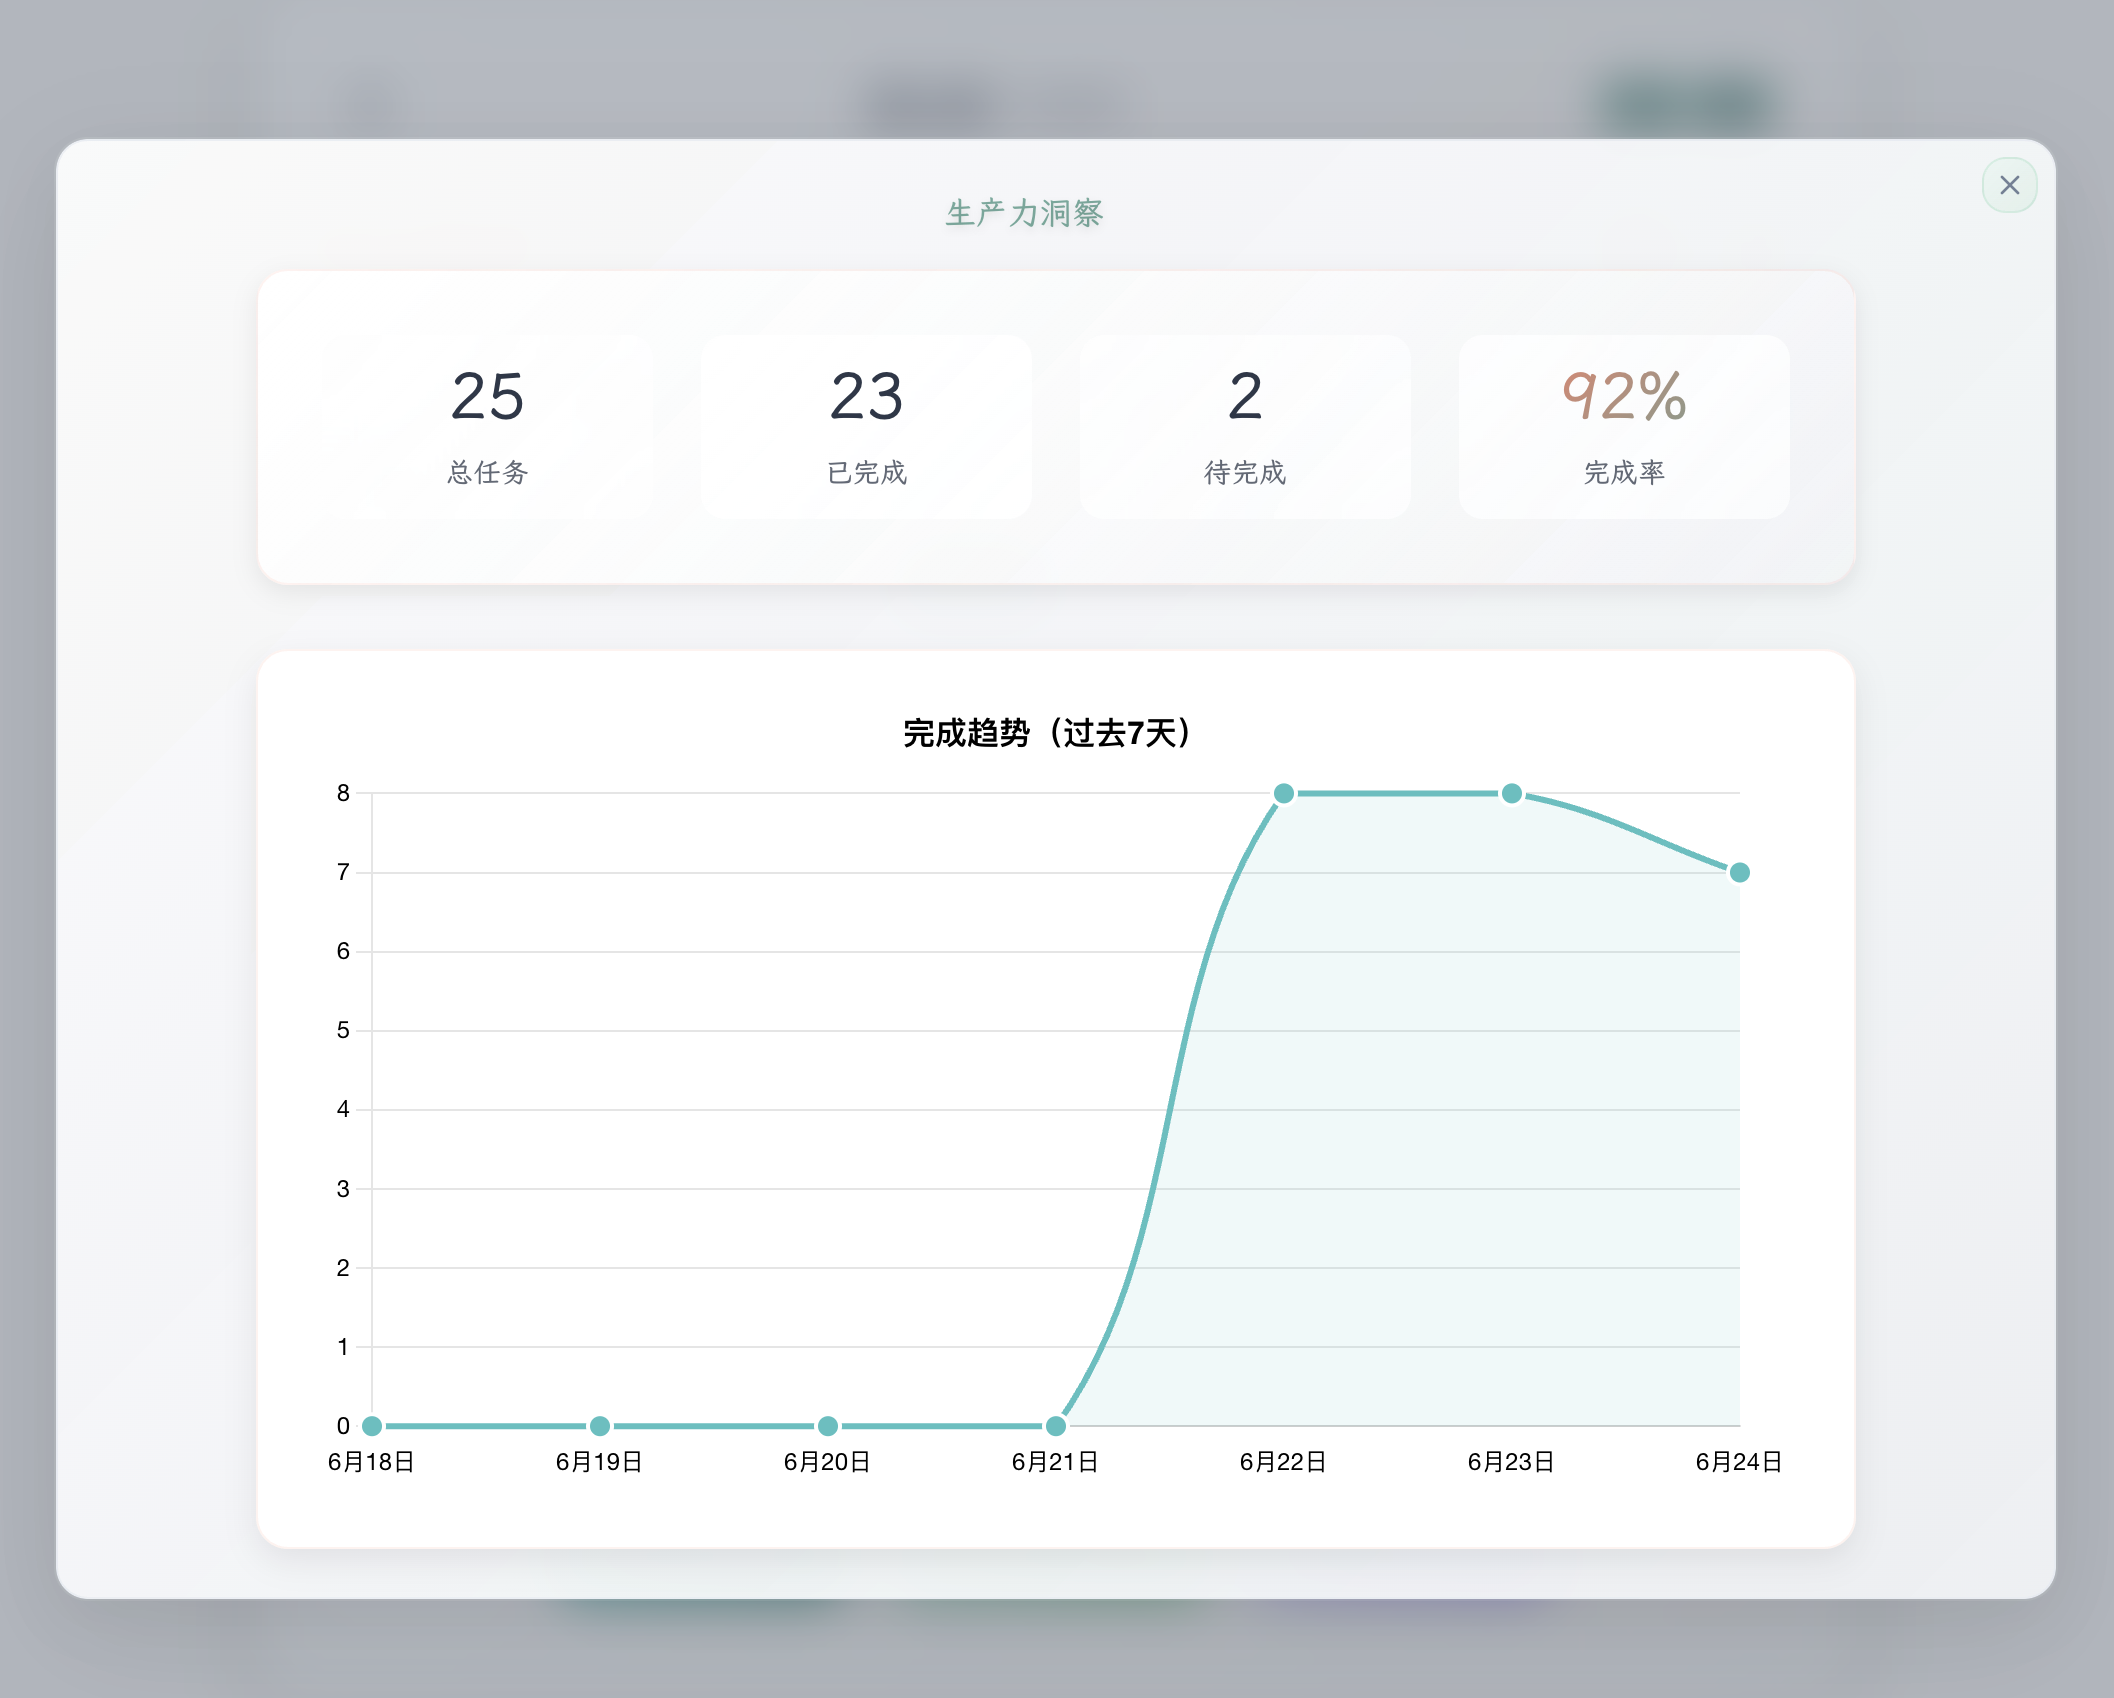 生产力洞察
25
23
2
92%
总任务
已完成
待完成
完成率
完成趋势（过去7天）
8
7
6
5
4
3
2
1
0
6月18日
6月19日
6月20日
6月21日
6月22日
6月23日
6月24日